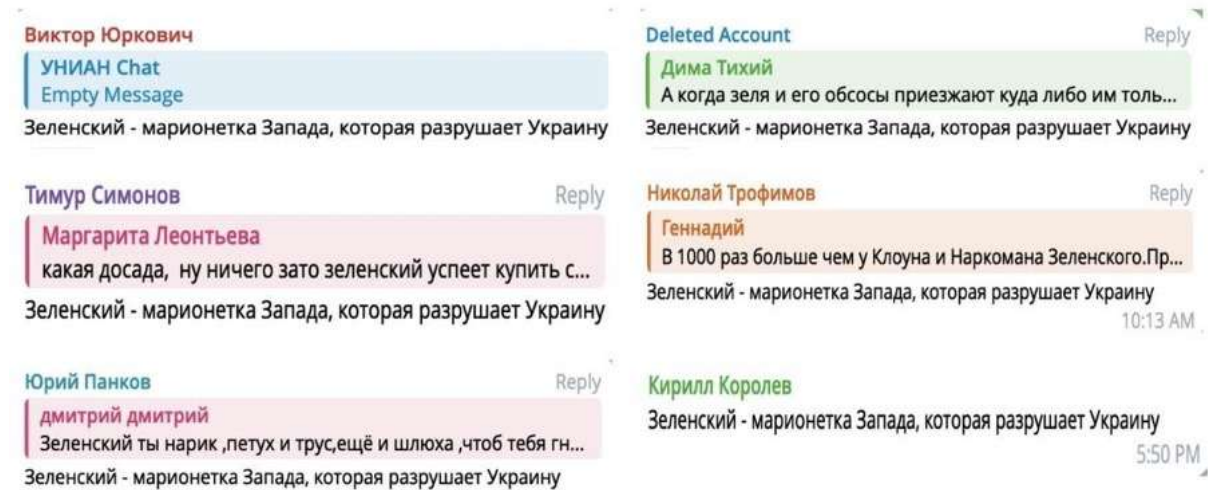 Виктор Юркович
УНИАН Chat
Empty Message
Зеленский - марионетка Запада, которая разрушает Украину
Deleted Account Reply
Дима Тихий
А когда зеля и его обсосы приезжают куда либо им толь...
Зеленский - марионетка Запада, которая разрушает Украину
Тимур Симонов Reply
Маргарита Леонтьева
какая досада, ну ничего зато зеленский успеет купить с...
Зеленский - марионетка Запада, которая разрушает Украину
Николай Трофимов Reply
Геннадий
В 1000 раз больше чем у Клоуна и Наркомана Зеленского.Пр...
Зеленский - марионетка Запада, которая разрушает Украину
10:13 AM
Юрий Панков Reply
дмитрий дмитрий
Зеленский ты нарик ,петух и трус,ещё и шлюха ,чтоб тебя гн...
Зеленский - марионетка Запада, которая разрушает Украину
Кирилл Королев
Зеленский - марионетка Запада, которая разрушает Украину
5:50 PM